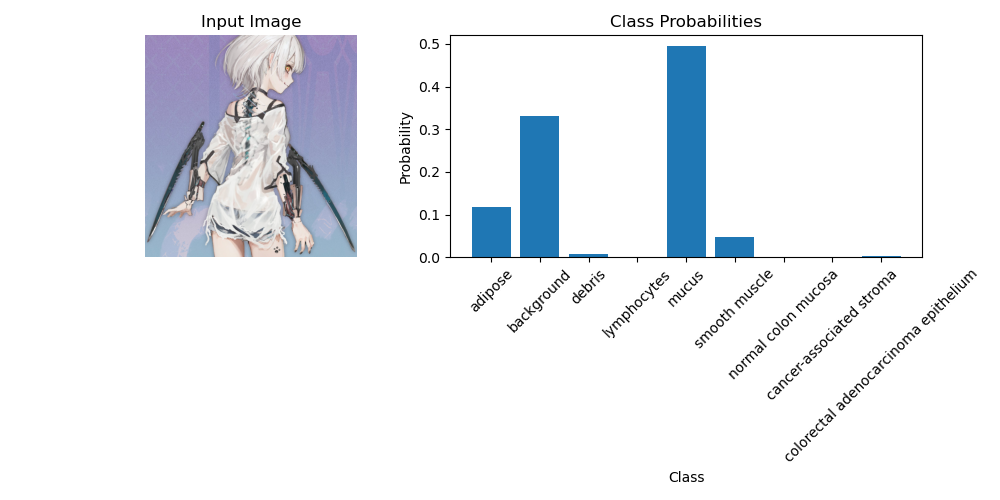 Input Image
Class Probabilities
Probability
0.5
0.4
0.3
0.2
0.1
0.0
adipose
background
debris
lymphocytes
mucus
smooth muscle
normal colon mucosa
cancer-associated stroma
colorectal adenocarcinoma epithelium
Class